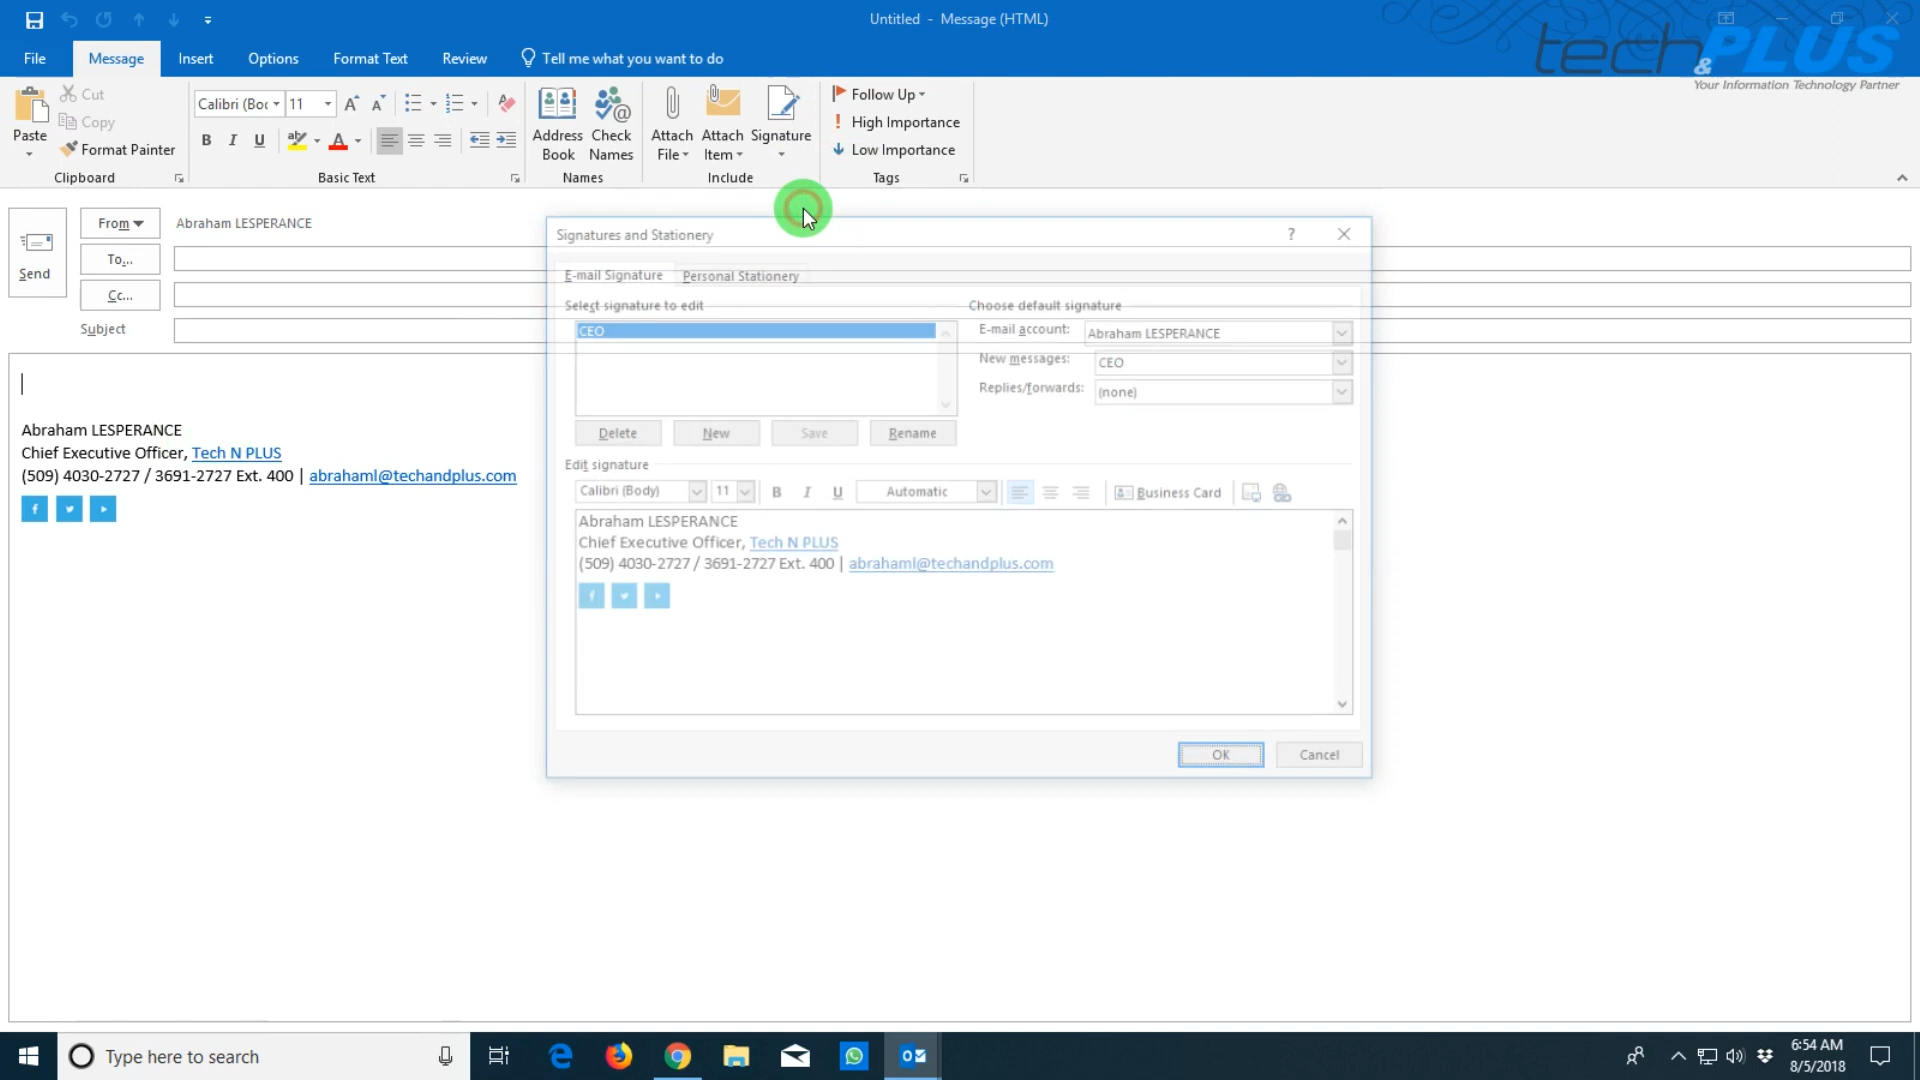 Untitled - Message (HTML)
tech & PLUS
Your Information Technology Partner
File Message Insert Options Format Text Review Tell me what you want to do
Paste
Cut
Copy
Format Painter
Clipboard
Calibri (Boc 11
B I U A
Basic Text
Address Book
Check Names
Names
Attach File
Attach Item
Signature
Include
Follow Up
! High Importance
Low Importance
Tags
Send
From Abraham LESPERANCE
To...
Cc...
Subject
Abraham LESPERANCE
Chief Executive Officer, Tech N PLUS
(509) 4030-2727 / 3691-2727 Ext. 400 | abrahaml@techandplus.com
Signatures and Stationery ?
E-mail Signature Personal Stationery
Select signature to edit
CEO
Delete New Save Rename
Choose default signature
E-mail account: Abraham LESPERANCE
New messages: CEO
Replies/forwards: (none)
Edit signature
Calibri (Body) 11 B I U Automatic Business Card
Abraham LESPERANCE
Chief Executive Officer, Tech N PLUS
(509) 4030-2727 / 3691-2727 Ext. 400 | abrahaml@techandplus.com
OK Cancel
Type here to search
6:54 AM
8/5/2018